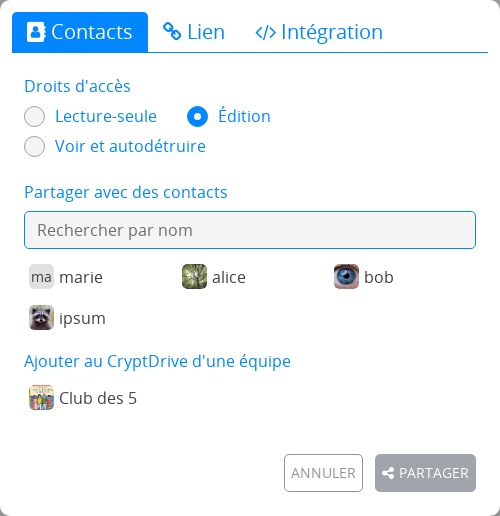 Contacts Lien </> Intégration
Droits d'accès
Lecture-seule Édition
Voir et autodétruire
Partager avec des contacts
Rechercher par nom
ma marie alice bob
ipsum
Ajouter au CryptDrive d'une équipe
Club des 5
ANNULER PARTAGER